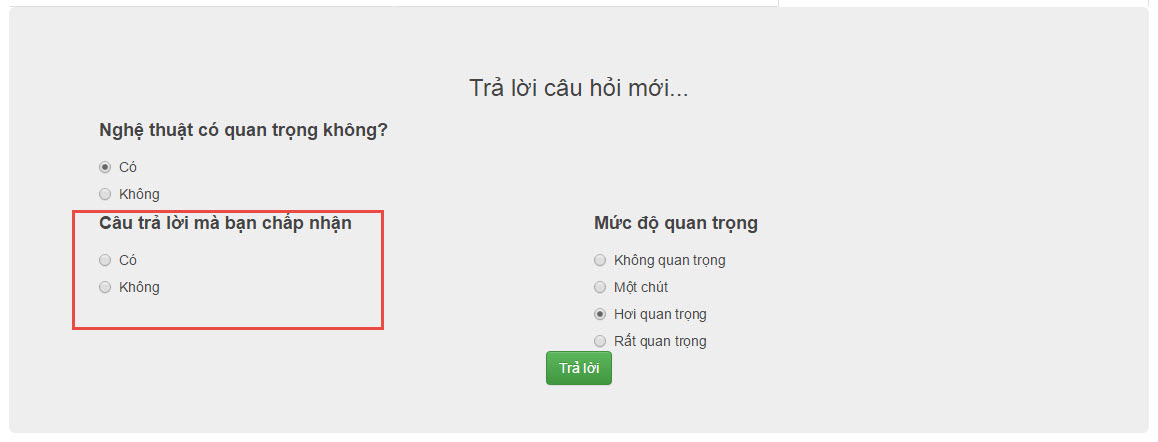 Trả lời câu hỏi mới...
Nghệ thuật có quan trọng không?
Có
Không
Câu trả lời mà bạn chấp nhận
Có
Không
Mức độ quan trọng
Không quan trọng
Một chút
Hơi quan trọng
Rất quan trọng
Trả lời